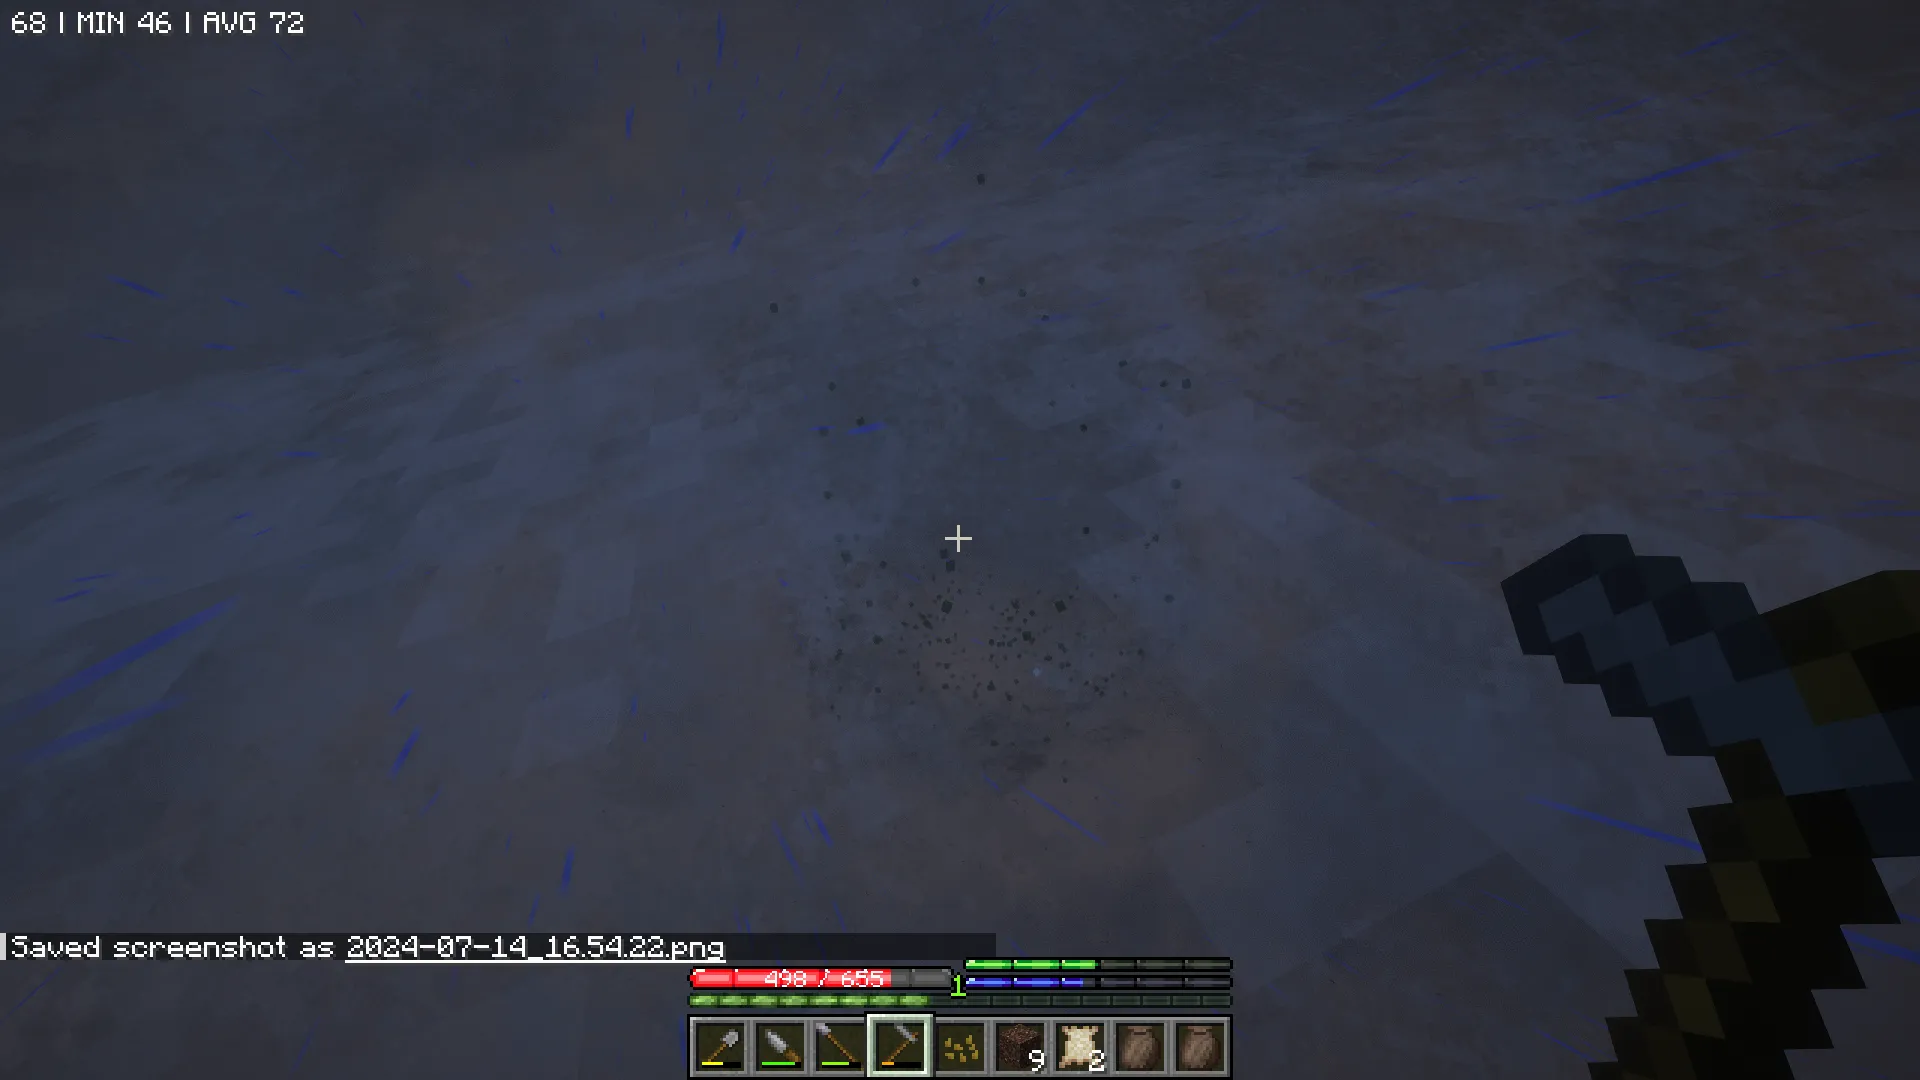 68 | MIN 46 | AVG 72
Saved screenshot as 2024-07-14_16.54.22.png
498 / 655
1
9
2